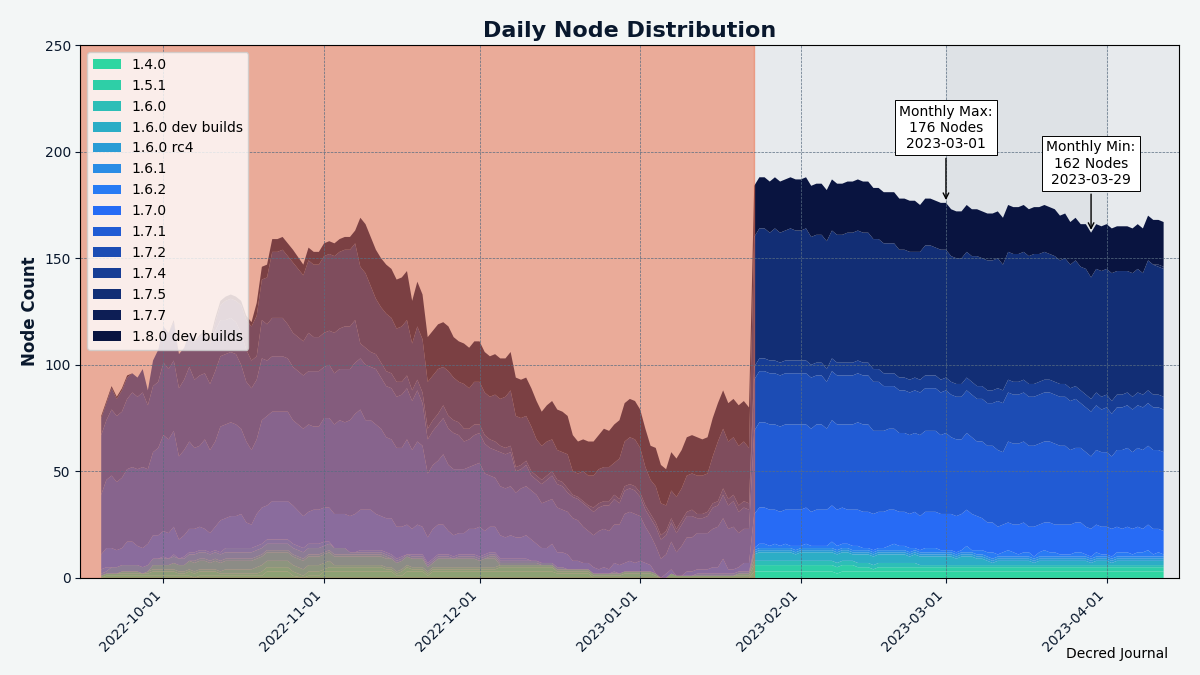 Daily Node Distribution
Node Count
250
200
150
100
50
0
1.4.0
1.5.1
1.6.0
1.6.0 dev builds
1.6.0 rc4
1.6.1
1.6.2
1.7.0
1.7.1
1.7.2
1.7.4
1.7.5
1.7.7
1.8.0 dev builds
Monthly Max:
176 Nodes
2023-03-01
Monthly Min:
162 Nodes
2023-03-29
2022-10-01
2022-11-01
2022-12-01
2023-01-01
2023-02-01
2023-03-01
2023-04-01
Decred Journal